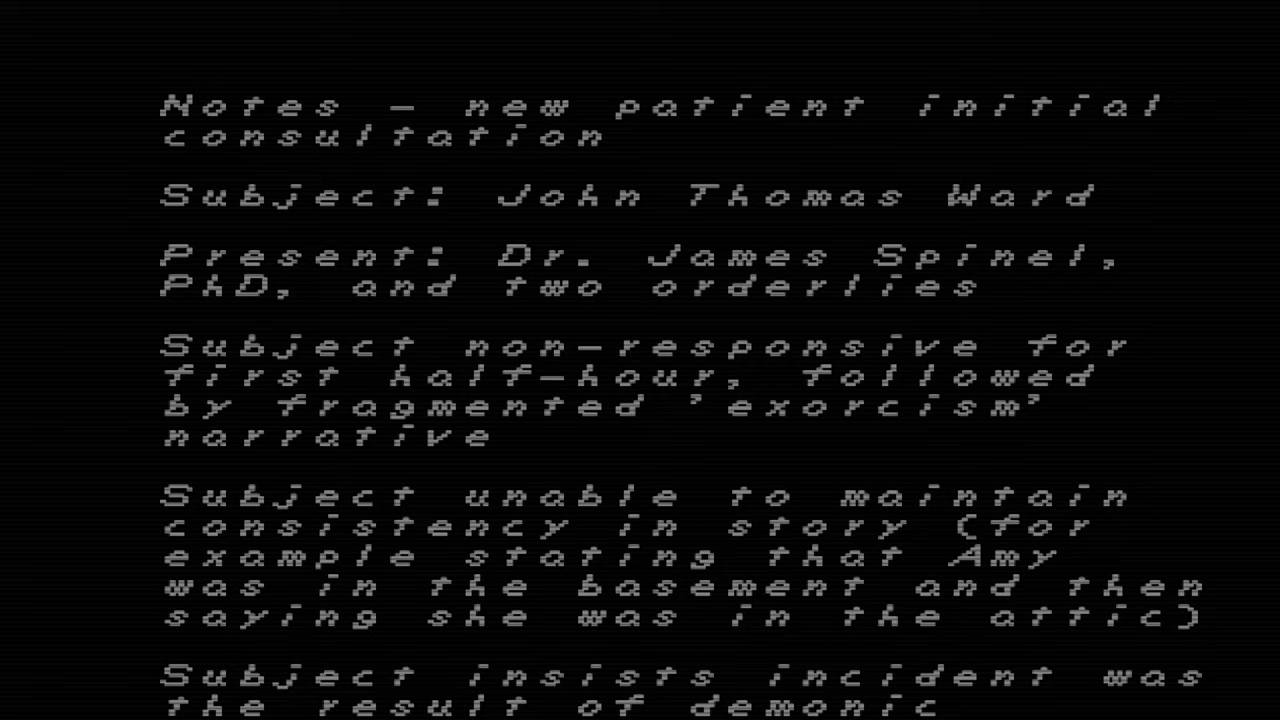 Notes - new patient initial
consultation
Subject: John Thomas Ward
Present: Dr. James Spinel,
PhD, and two orderlies
Subject non-responsive for
first half-hour, followed
by fragmented 'exorcism'
narrative
Subject unable to maintain
consistency in story (for
example stating that Amy
was in the basement and then
saying she was in the attic)
Subject insists incident was
the result of demonic